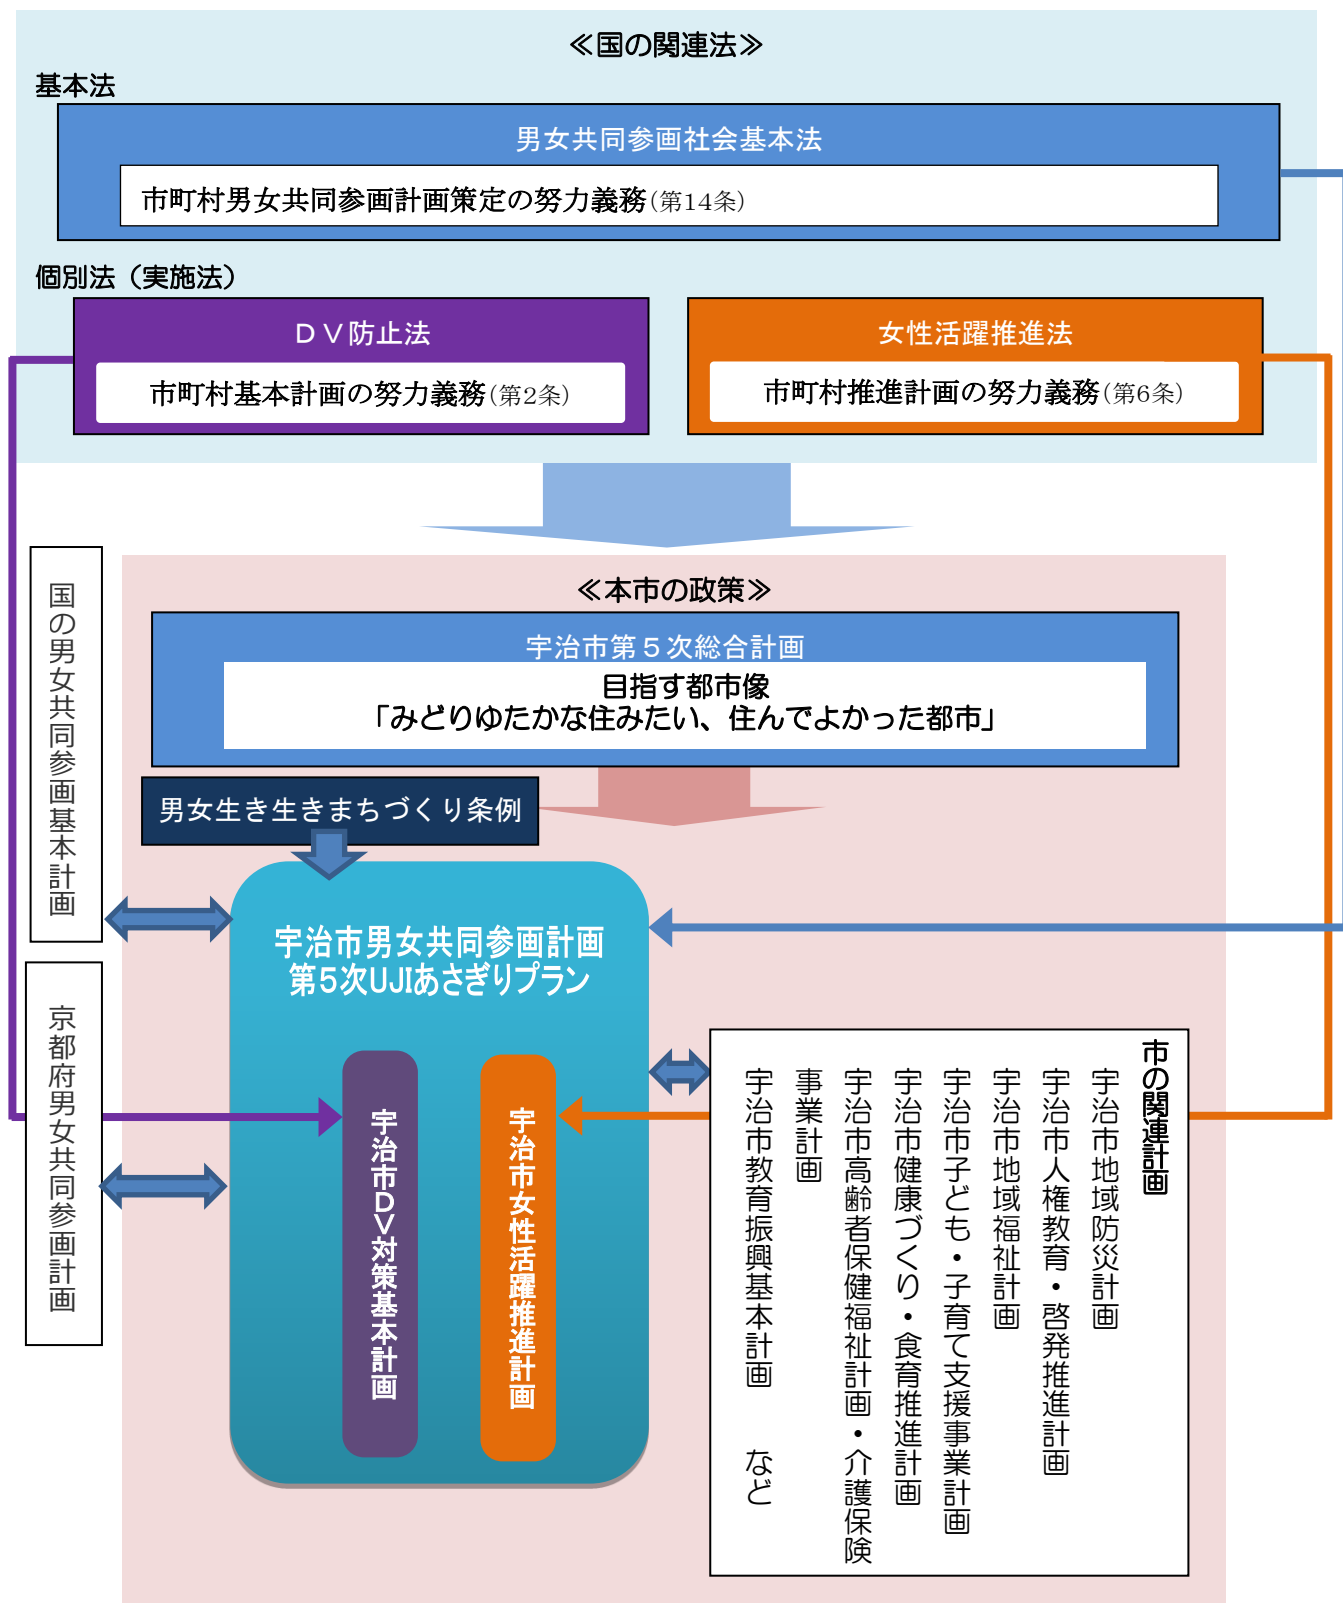 ≪国の関連法≫
基本法
男女共同参画社会基本法
市町村男女共同参画計画策定の努力義務(第14条)
個別法（実施法）
ＤＶ防止法
市町村基本計画の努力義務(第2条)
女性活躍推進法
市町村推進計画の努力義務(第6条)
国の男女共同参画基本計画
京都府男女共同参画計画
≪本市の政策≫
宇治市第５次総合計画
目指す都市像
「みどりゆたかな住みたい、住んでよかった都市」
男女生き生きまちづくり条例
宇治市男女共同参画計画
第5次UJIあさぎりプラン
宇治市ＤＶ対策基本計画
宇治市女性活躍推進計画
市の関連計画
宇治市地域防災計画
宇治市人権教育・啓発推進計画
宇治市地域福祉計画
宇治市子ども・子育て支援事業計画
宇治市健康づくり・食育推進計画
宇治市高齢者保健福祉計画・介護保険
事業計画
宇治市教育振興基本計画　など